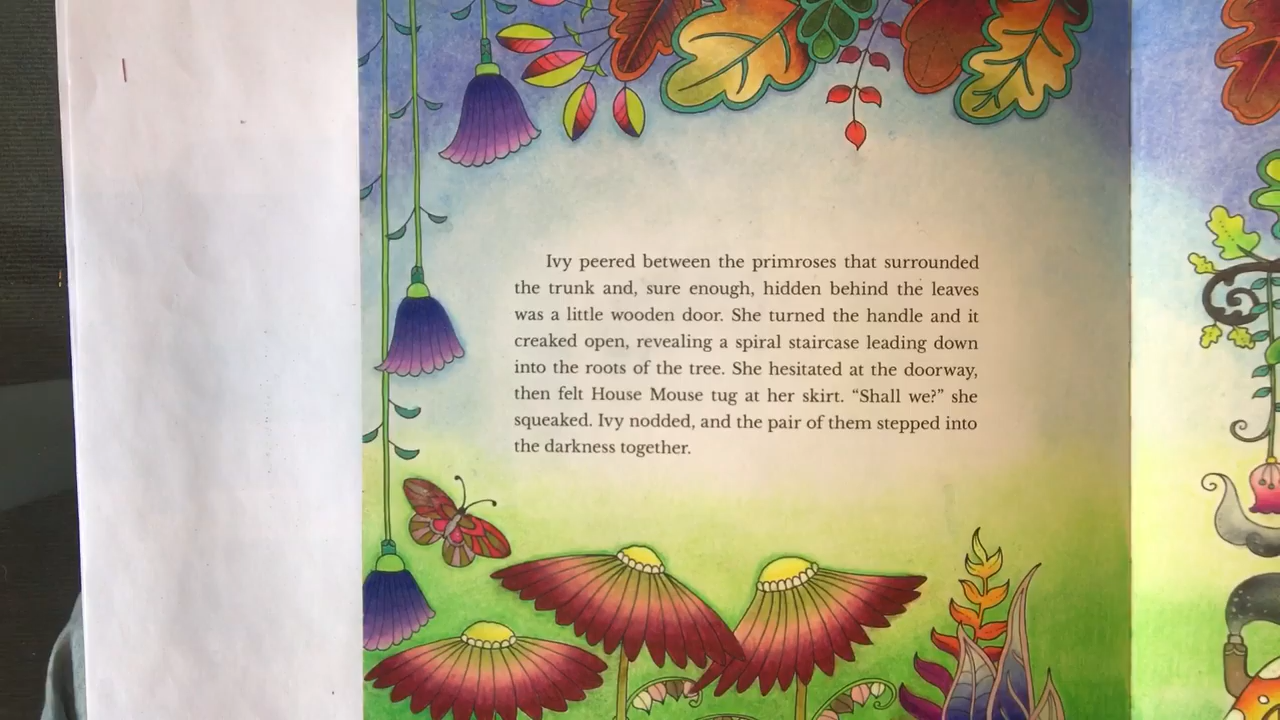 Ivy peered between the primroses that surrounded
the trunk and, sure enough, hidden behind the leaves
was a little wooden door. She turned the handle and it
creaked open, revealing a spiral staircase leading down
into the roots of the tree. She hesitated at the doorway,
then felt House Mouse tug at her skirt. “Shall we?” she
squeaked. Ivy nodded, and the pair of them stepped into
the darkness together.